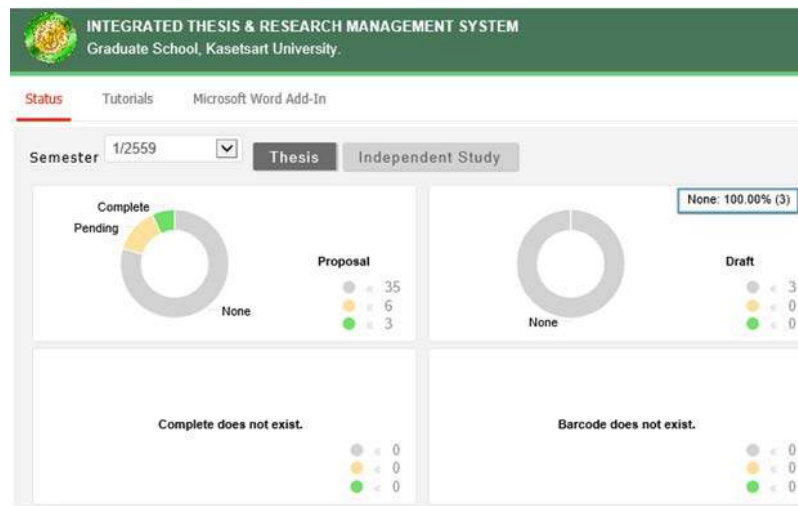 INTEGRATED THESIS & RESEARCH MANAGEMENT SYSTEM
Graduate School, Kasetsart University.
Status Tutorials Microsoft Word Add-In
Semester 1/2559 Thesis Independent Study
Complete
Pending
None
Proposal
< 35
< 6
< 3
None: 100.00% (3)
None
Draft
< 3
< 0
< 0
Complete does not exist.
< 0
< 0
< 0
Barcode does not exist.
< 0
< 0
< 0